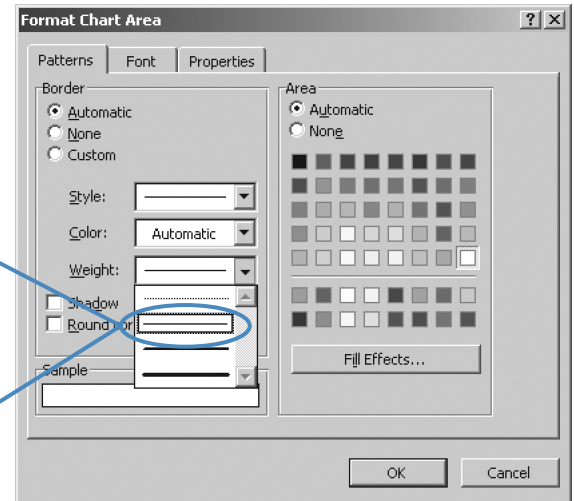 Format Chart Area
Patterns Font Properties
Border
Automatic
None
Custom
Style:
Color: Automatic
Weight:
Shadow
Round cor
Sample
Area
Automatic
None
Fill Effects...
OK Cancel